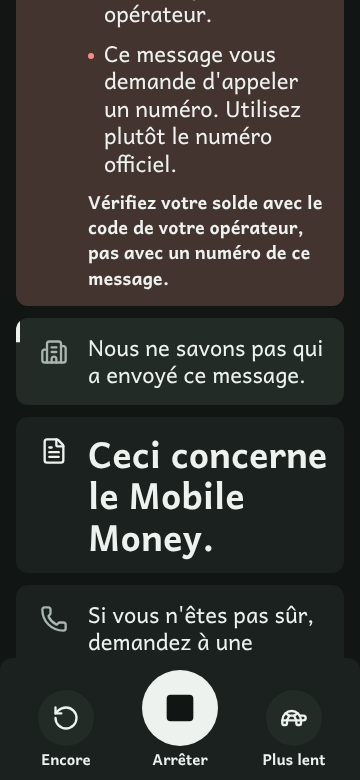 opérateur.
Ce message vous
demande d'appeler
un numéro. Utilisez
plutôt le numéro
officiel.
Vérifiez votre solde avec le
code de votre opérateur,
pas avec un numéro de ce
message.
Nous ne savons pas qui
a envoyé ce message.
Ceci concerne
le Mobile
Money.
Si vous n'êtes pas sûr,
demandez à une
Encore
Arrêter
Plus lent